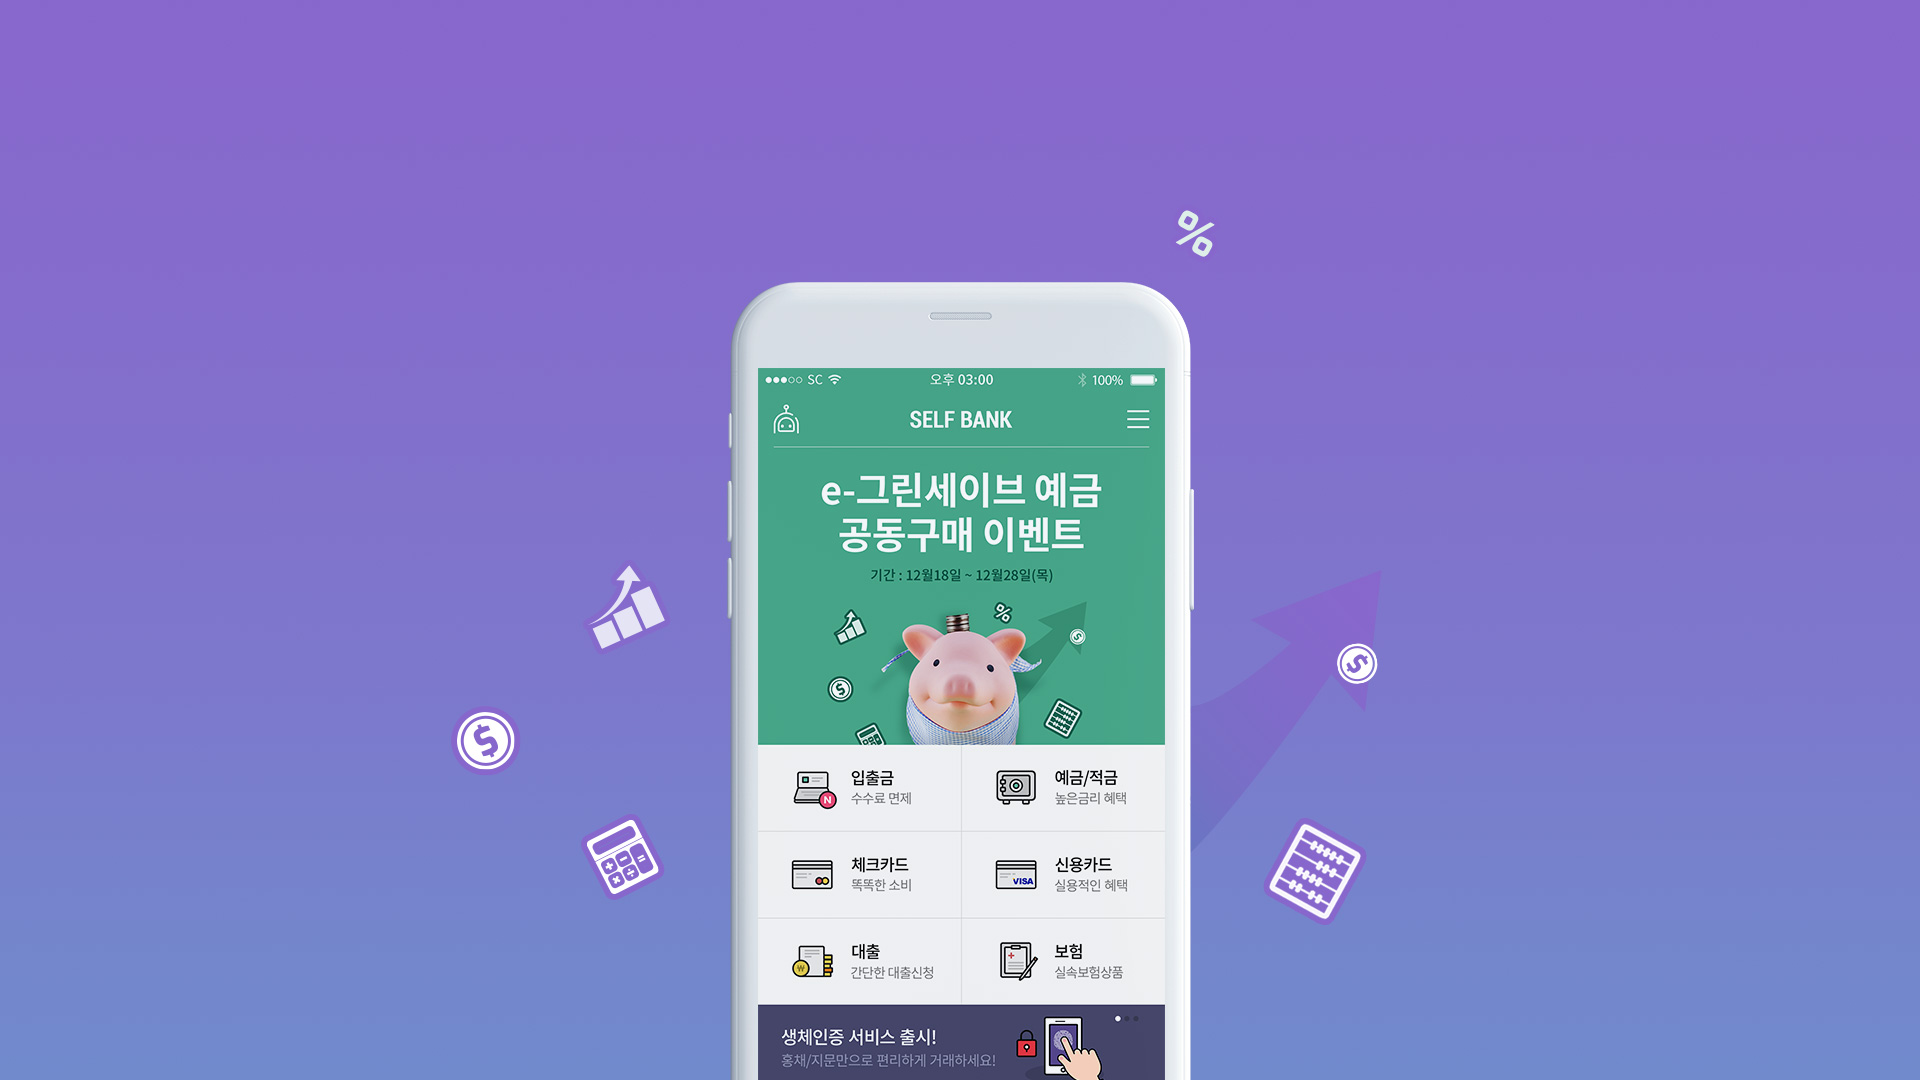 %
SC 오후 03:00 100%
SELF BANK
e-그린세이브 예금
공동구매 이벤트
기간 : 12월18일 ~ 12월28일(목)
%
$
$
입출금
수수료 면제
N
예금/적금
높은금리 혜택
체크카드
똑똑한 소비
신용카드
실용적인 혜택
VISA
대출
간단한 대출신청
₩
보험
실속보험상품
생체인증 서비스 출시!
홍채/지문만으로 편리하게 거래하세요!
$
$